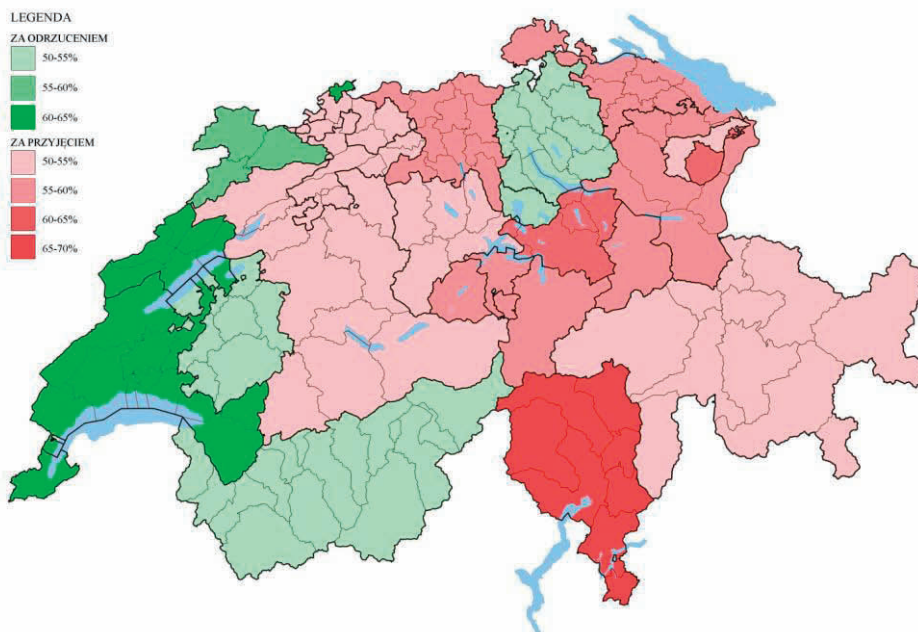 LEGENDA
ZA ODRZUCENIEM
50-55%
55-60%
60-65%
ZA PRZYJĘCIEM
50-55%
55-60%
60-65%
65-70%